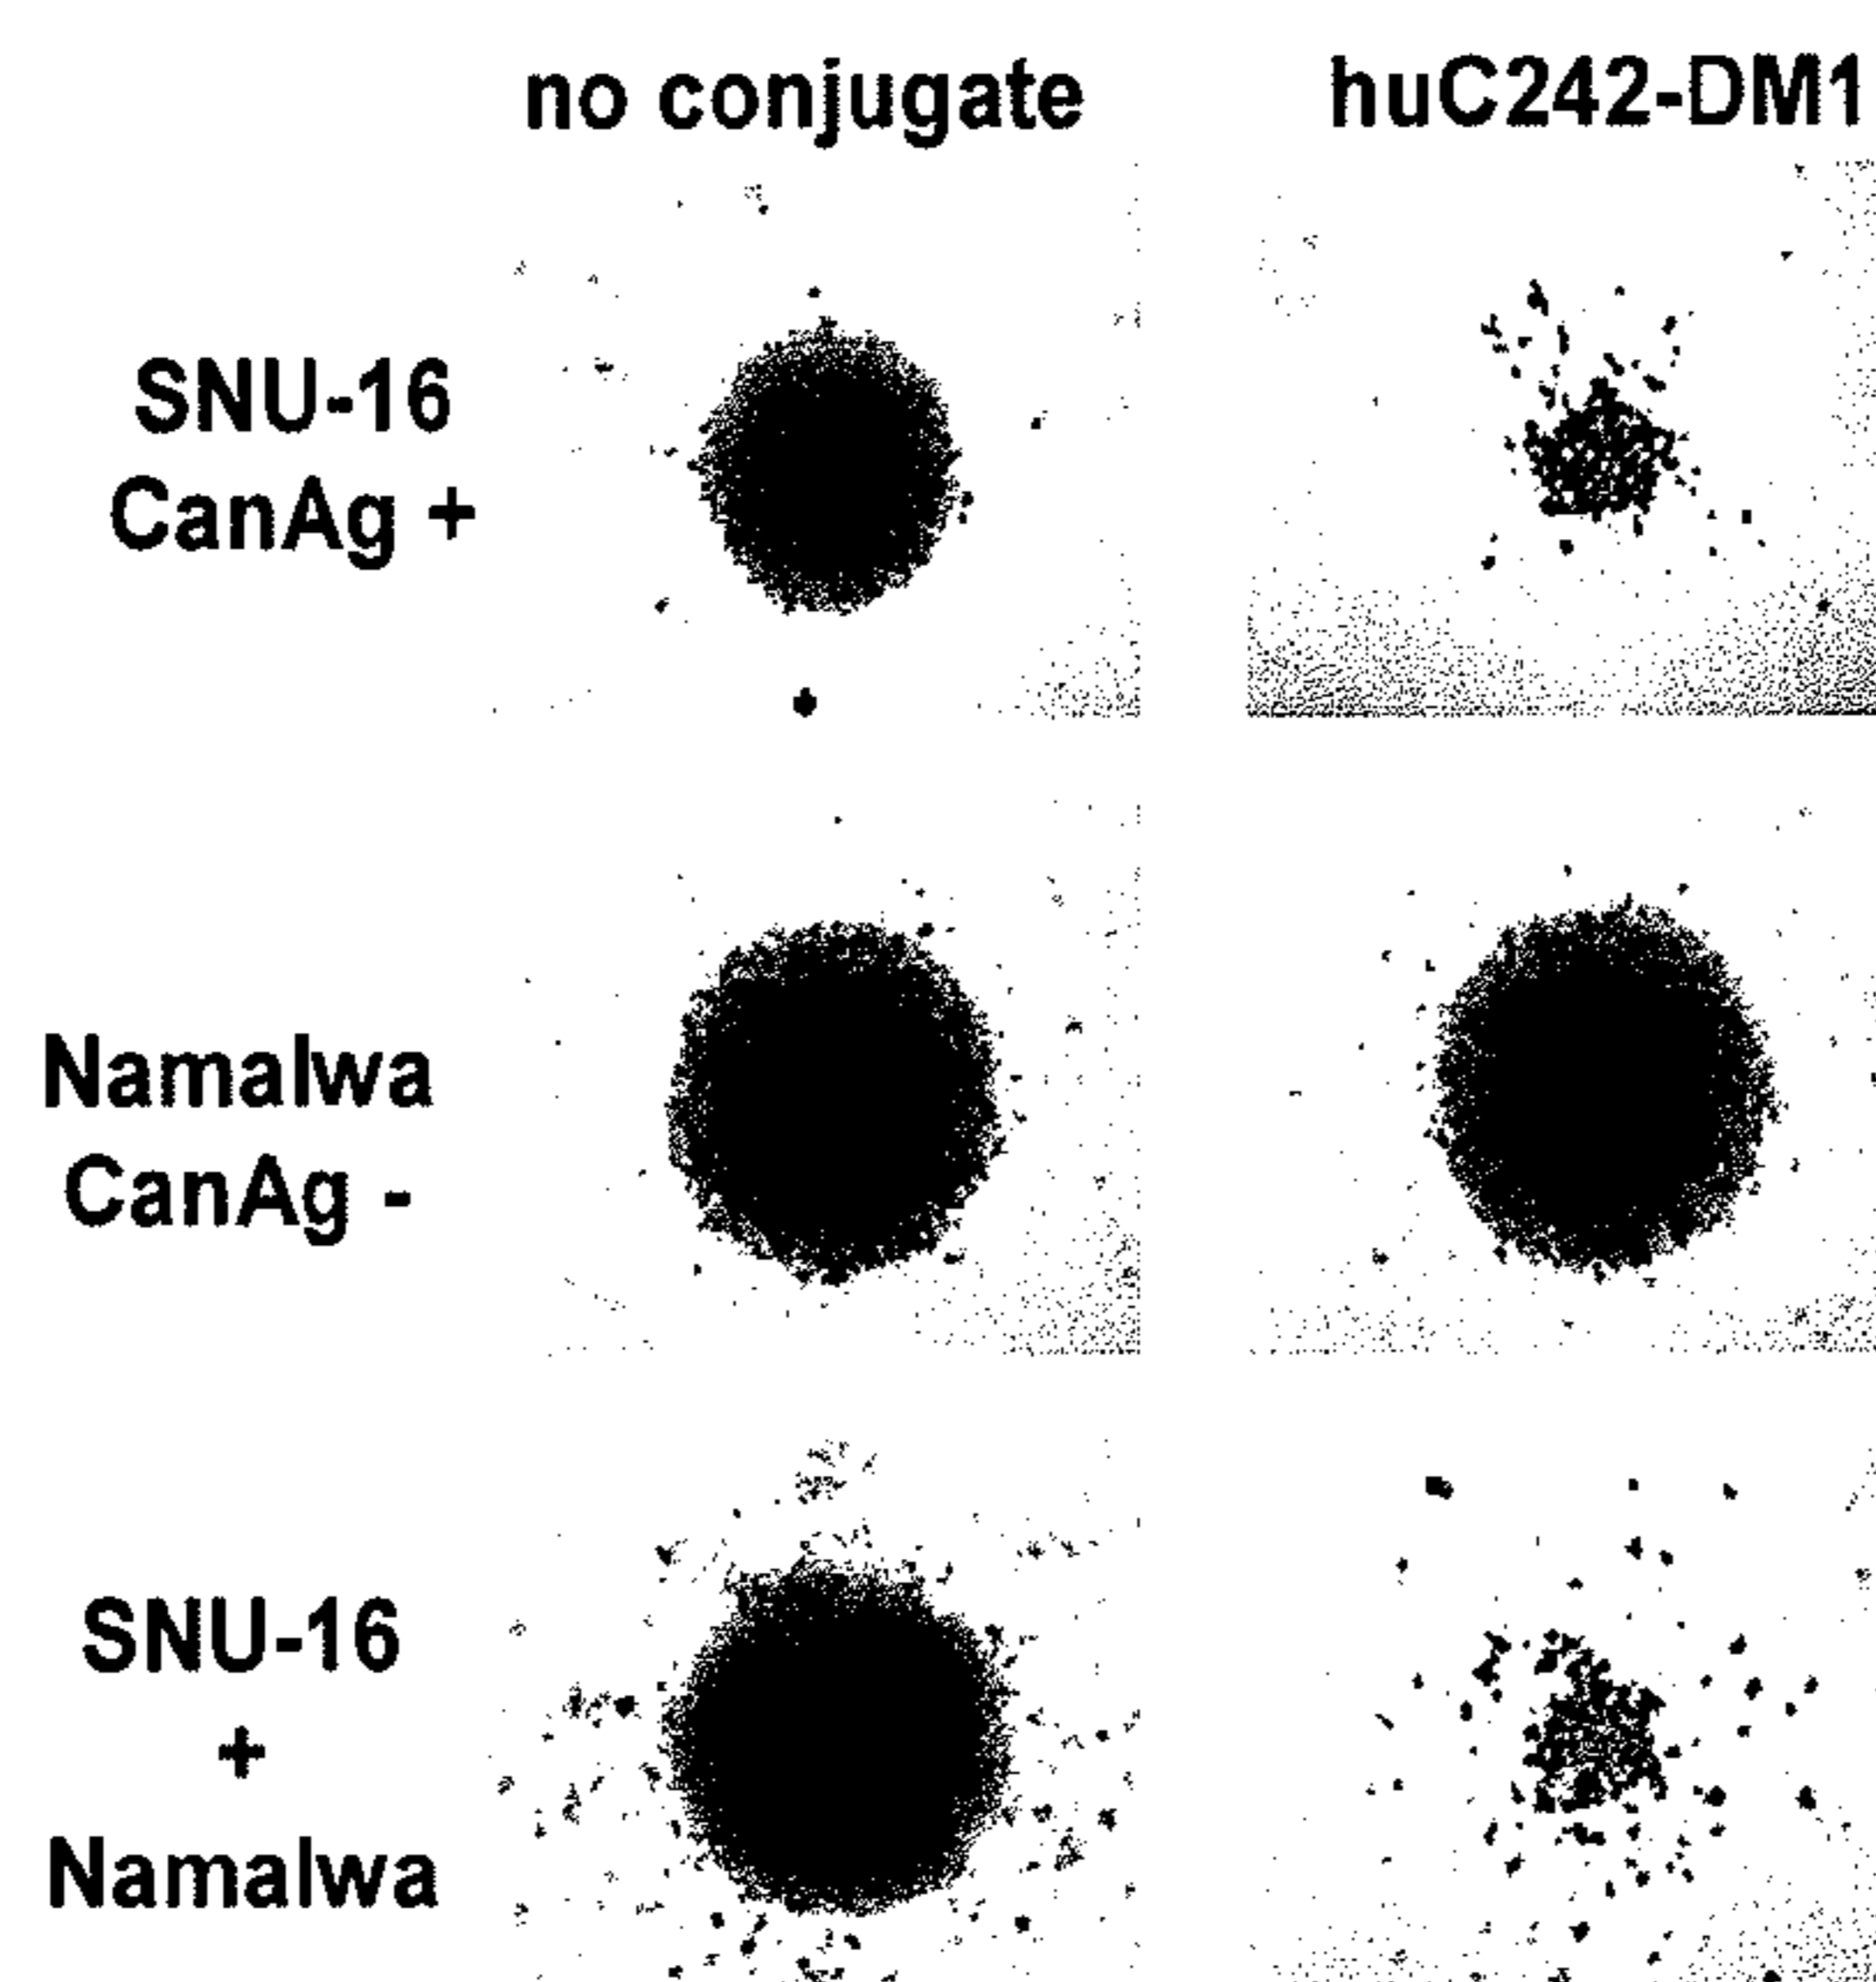 no conjugate huC242-DM1
SNU-16
CanAg +
Namalwa
CanAg -
SNU-16
+
Namalwa